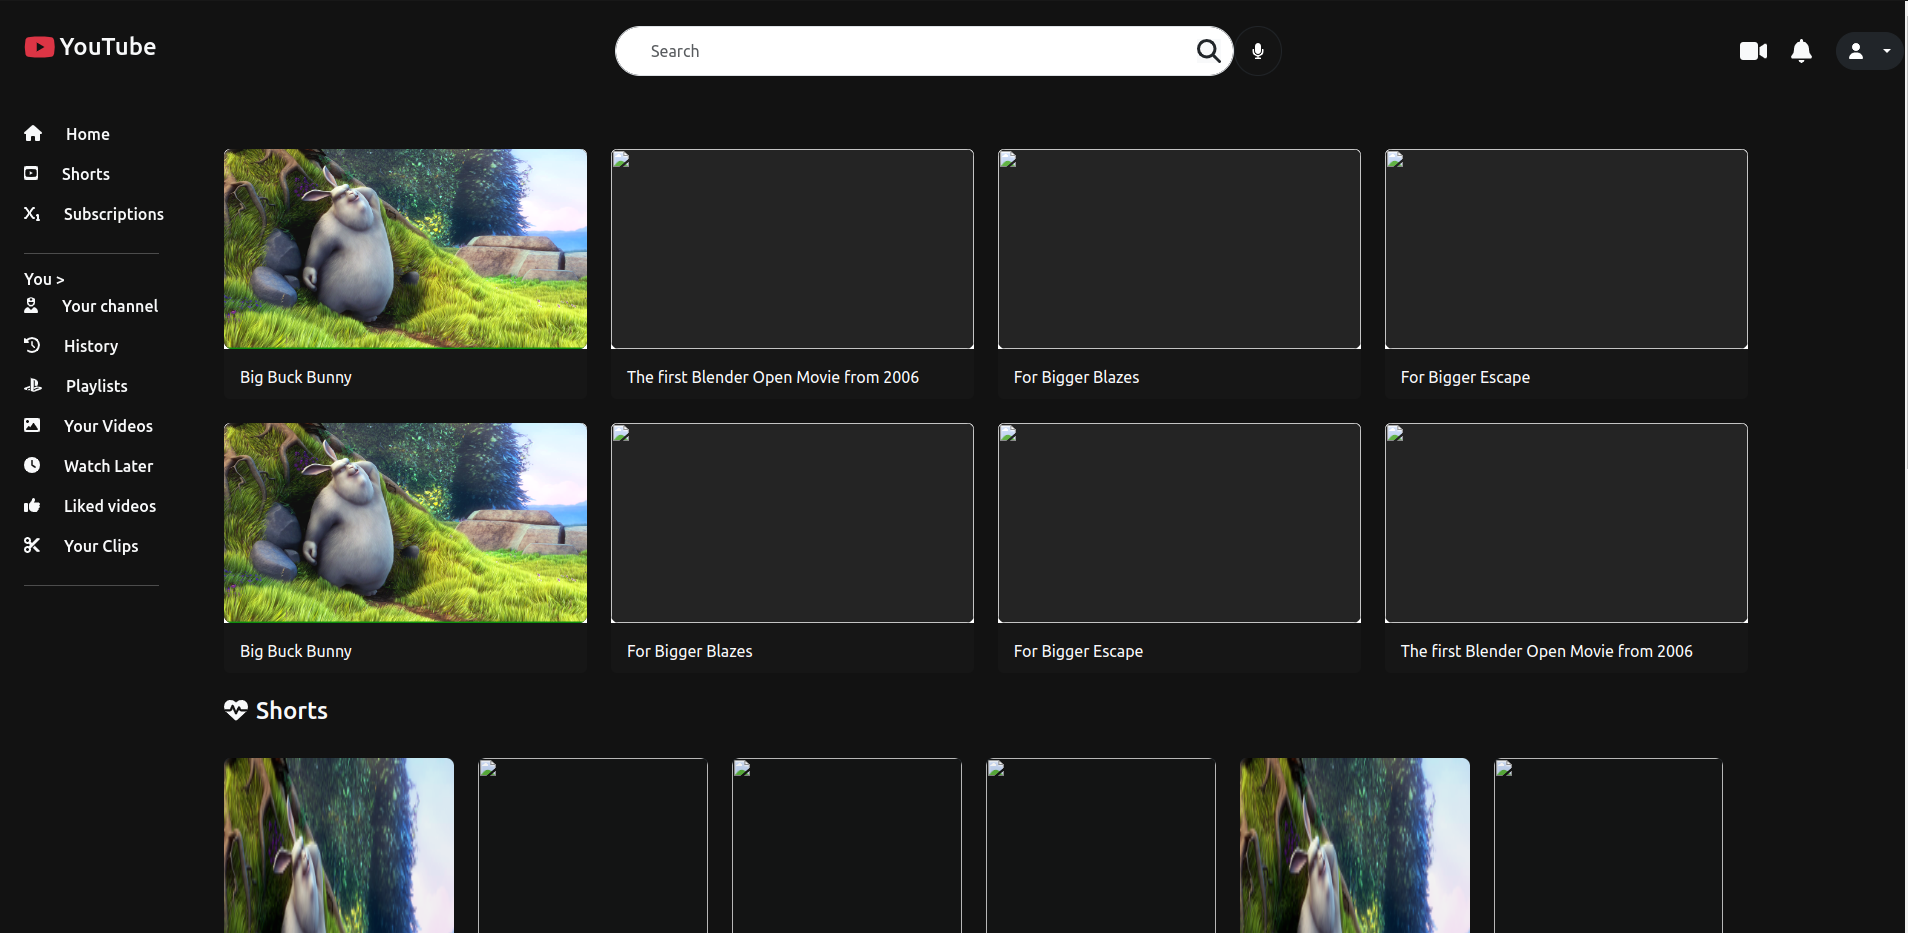 YouTube
Search
Home
Shorts
Subscriptions
You >
Your channel
History
Playlists
Your Videos
Watch Later
Liked videos
Your Clips
Big Buck Bunny
The first Blender Open Movie from 2006
For Bigger Blazes
For Bigger Escape
Big Buck Bunny
For Bigger Blazes
For Bigger Escape
The first Blender Open Movie from 2006
Shorts